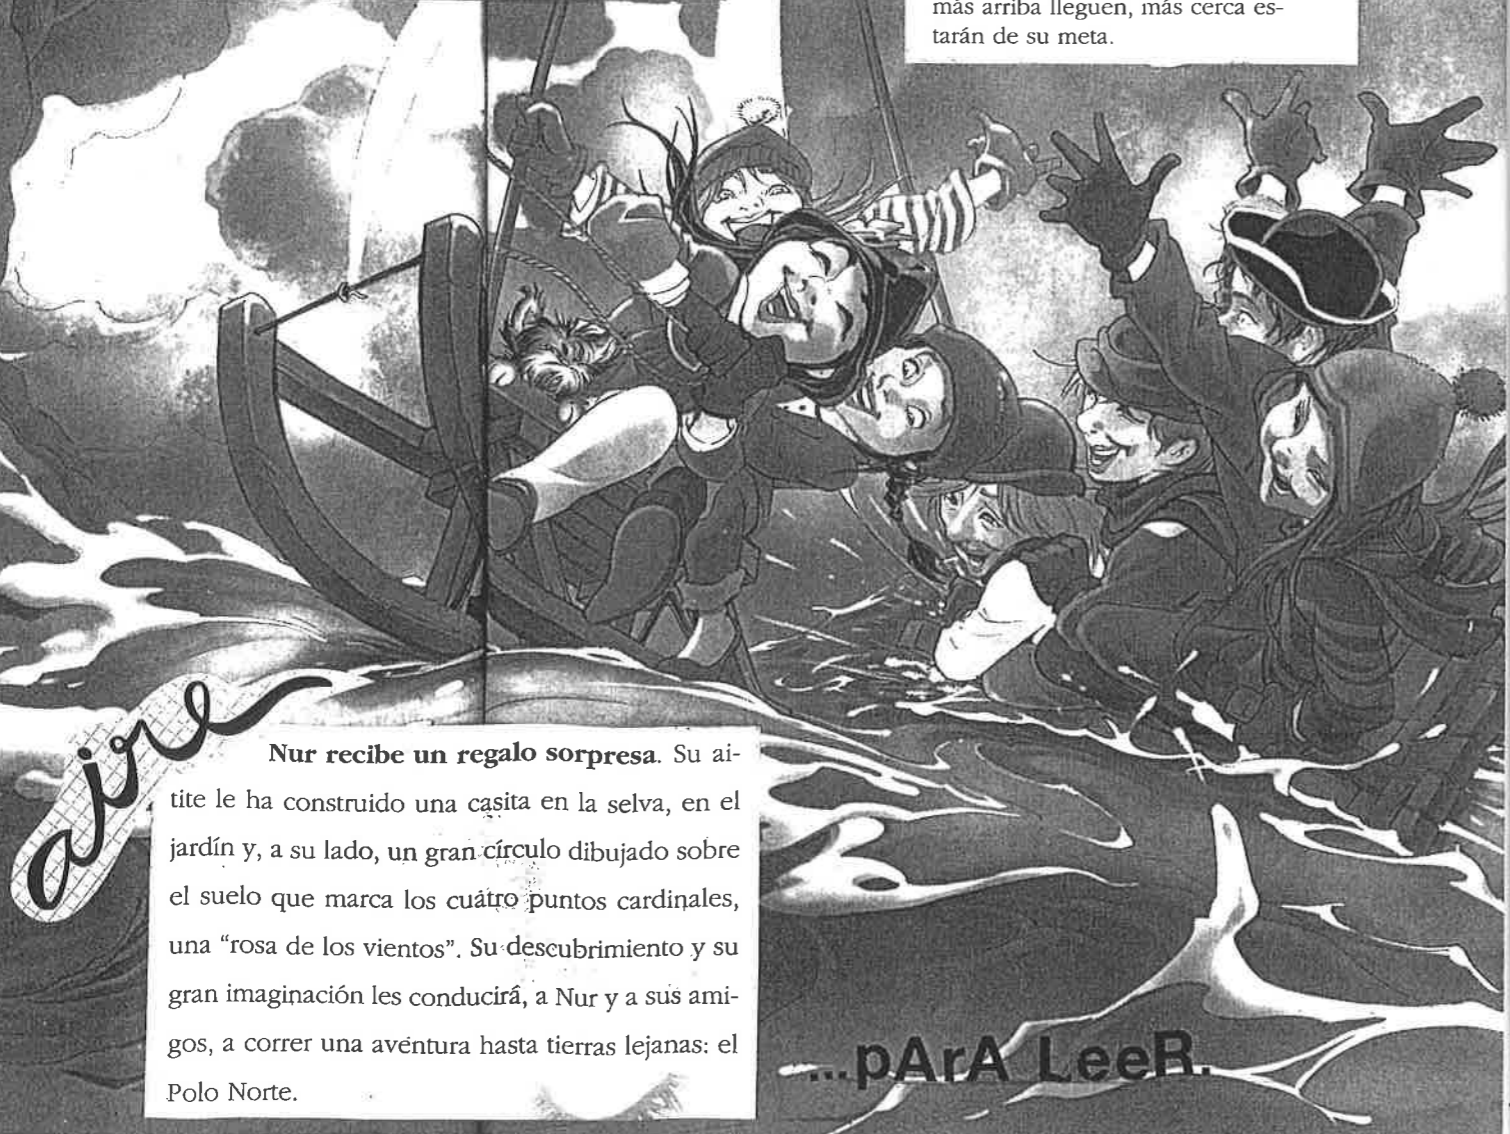 más arriba lleguen, más cerca es-
tarán de su meta.
aire
Nur recibe un regalo sorpresa. Su ai-
tite le ha construido una casita en la selva, en el
jardín y, a su lado, un gran círculo dibujado sobre
el suelo que marca los cuátro puntos cardinales,
una “rosa de los vientos”. Su descubrimiento y su
gran imaginación les conducirá, a Nur y a sus ami-
gos, a correr una aventura hasta tierras lejanas: el
Polo Norte.
...pArA LeeR.